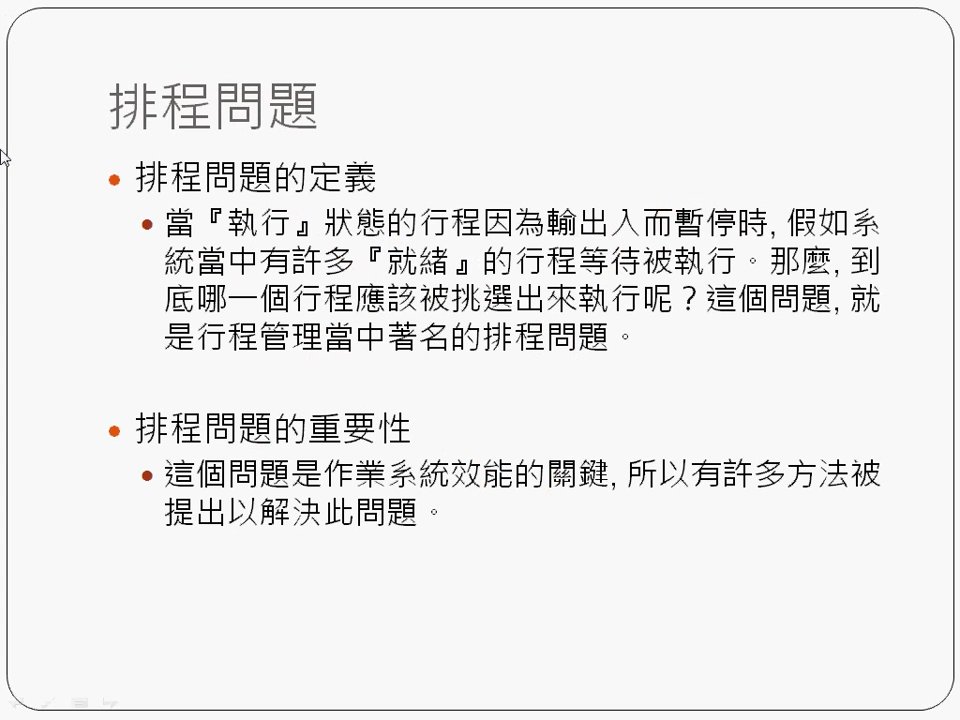 排程問題
排程問題的定義
當『執行』狀態的行程因為輸出入而暫停時, 假如系
統當中有許多『就緒』的行程等待被執行。那麼, 到
底哪一個行程應該被挑選出來執行呢？這個問題, 就
是行程管理當中著名的排程問題。
排程問題的重要性
這個問題是作業系統效能的關鍵, 所以有許多方法被
提出以解決此問題。